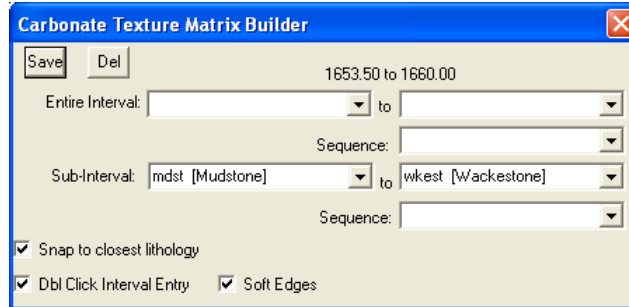 Carbonate Texture Matrix Builder
Save Del
1653.50 to 1660.00
Entire Interval: to
Sequence:
Sub-Interval: mdst [Mudstone] to wkest [Wackestone]
Sequence:
Snap to closest lithology
Dbl Click Interval Entry Soft Edges